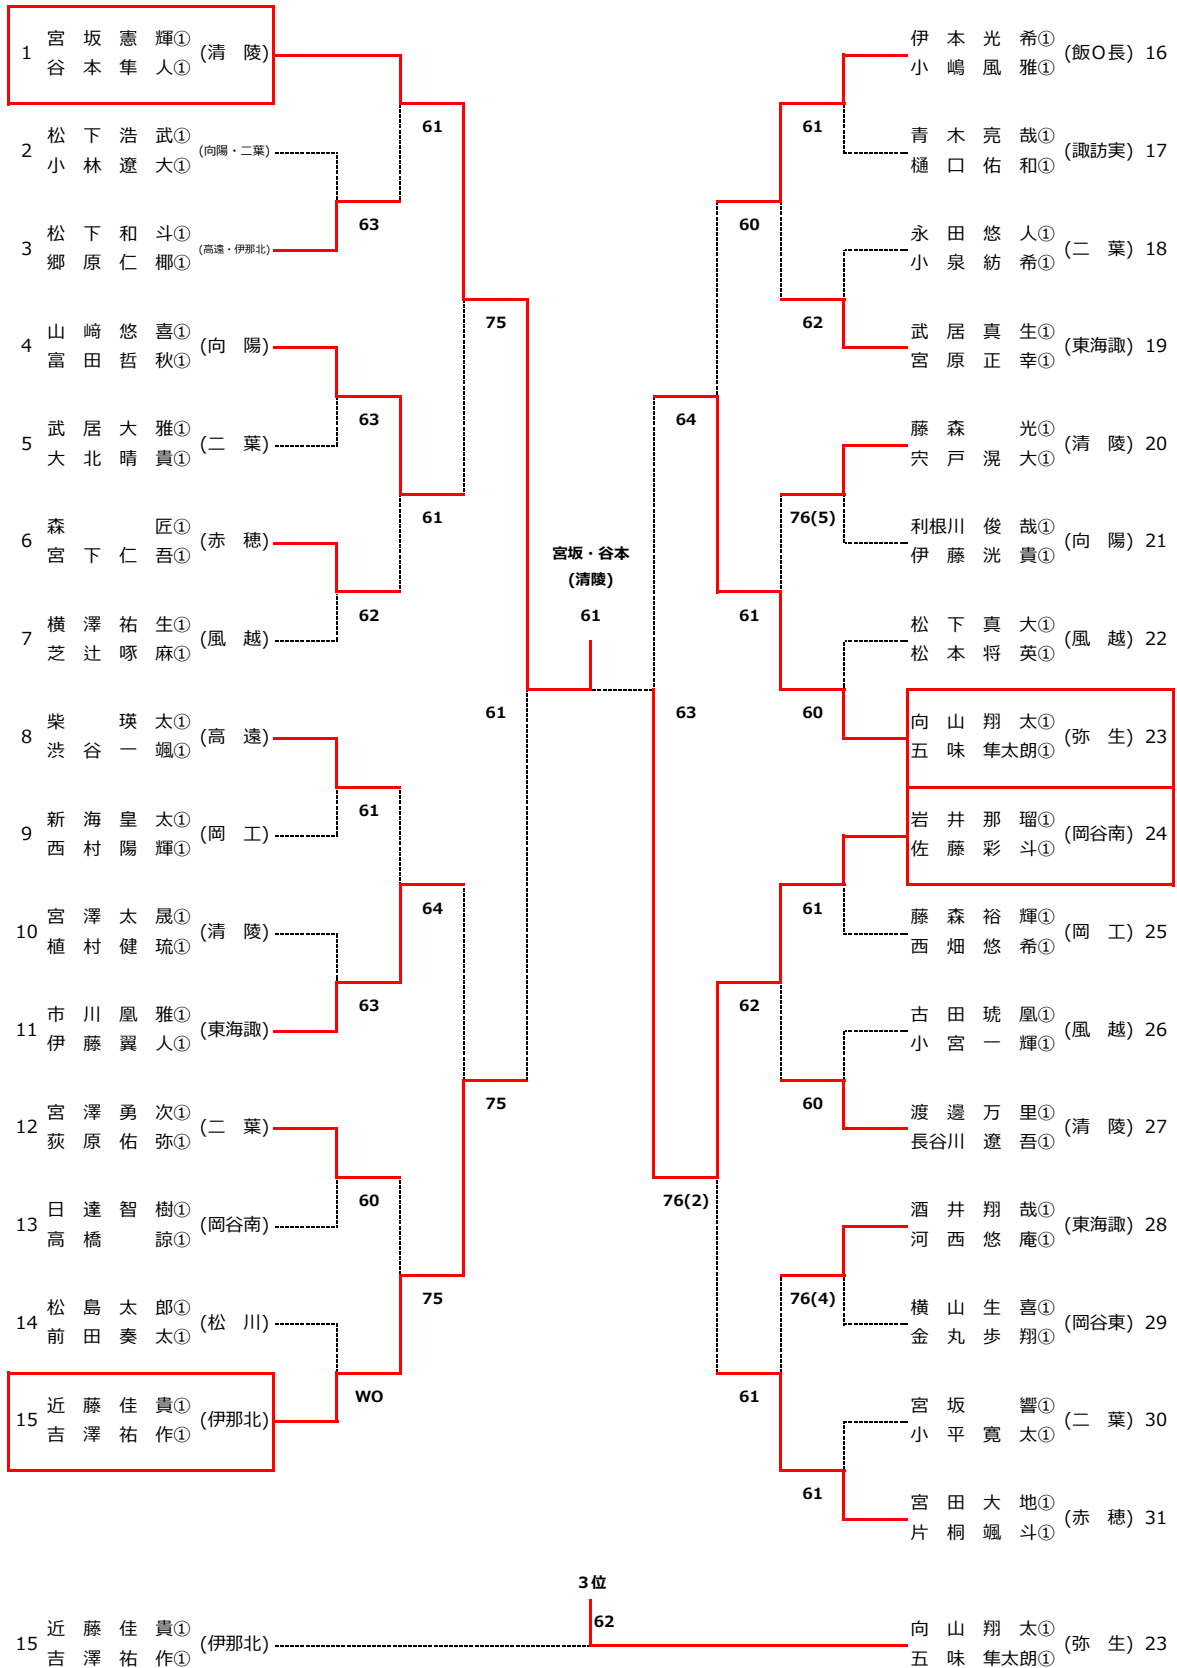 1 宮坂憲輝① (清陵)
谷本隼人①
61
2 松下浩武① (向陽・二葉)
小林遼大①
63
3 松下和斗① (高遠・伊那北)
郷原仁椰①
75
4 山﨑悠喜① (向陽)
富田哲秋①
63
5 武居大雅① (二葉)
大北晴貴①
61
6 森匠① (赤穂)
宮下仁吾①
62
7 横澤祐生① (風越)
芝辻啄麻①
61
8 柴瑛太① (高遠)
渋谷一颯①
61
9 新海皇太① (岡工)
西村陽輝①
64
10 宮澤太晟① (清陵)
植村健琉①
63
11 市川凰雅① (東海諏)
伊藤翼人①
75
12 宮澤勇次① (二葉)
荻原佑弥①
60
13 日達智樹① (岡谷南)
高橋諒①
75
14 松島太郎① (松川)
前田奏太①
WO
15 近藤佳貴① (伊那北)
吉澤祐作①
宮坂・谷本
(清陵)
61
伊本光希① (飯O長) 16
小嶋風雅①
61
青木亮哉① (諏訪実) 17
樋口佑和①
60
永田悠人① (二葉) 18
小泉紡希①
62
武居真生① (東海諏) 19
宮原正幸①
64
藤森光① (清陵) 20
宍戸滉大①
76(5)
利根川俊哉① (向陽) 21
伊藤洸貴①
61
松下真大① (風越) 22
松本将英①
60
向山翔太① (弥生) 23
五味隼太朗①
63
岩井那瑠① (岡谷南) 24
佐藤彩斗①
61
藤森裕輝① (岡工) 25
西畑悠希①
62
古田琥凰① (風越) 26
小宮一輝①
60
渡邊万里① (清陵) 27
長谷川遼吾①
76(2)
酒井翔哉① (東海諏) 28
河西悠庵①
76(4)
横山生喜① (岡谷東) 29
金丸歩翔①
61
宮坂響① (二葉) 30
小平寛太①
61
宮田大地① (赤穂) 31
片桐颯斗①
3位
62
15 近藤佳貴① (伊那北)
吉澤祐作①
向山翔太① (弥生) 23
五味隼太朗①